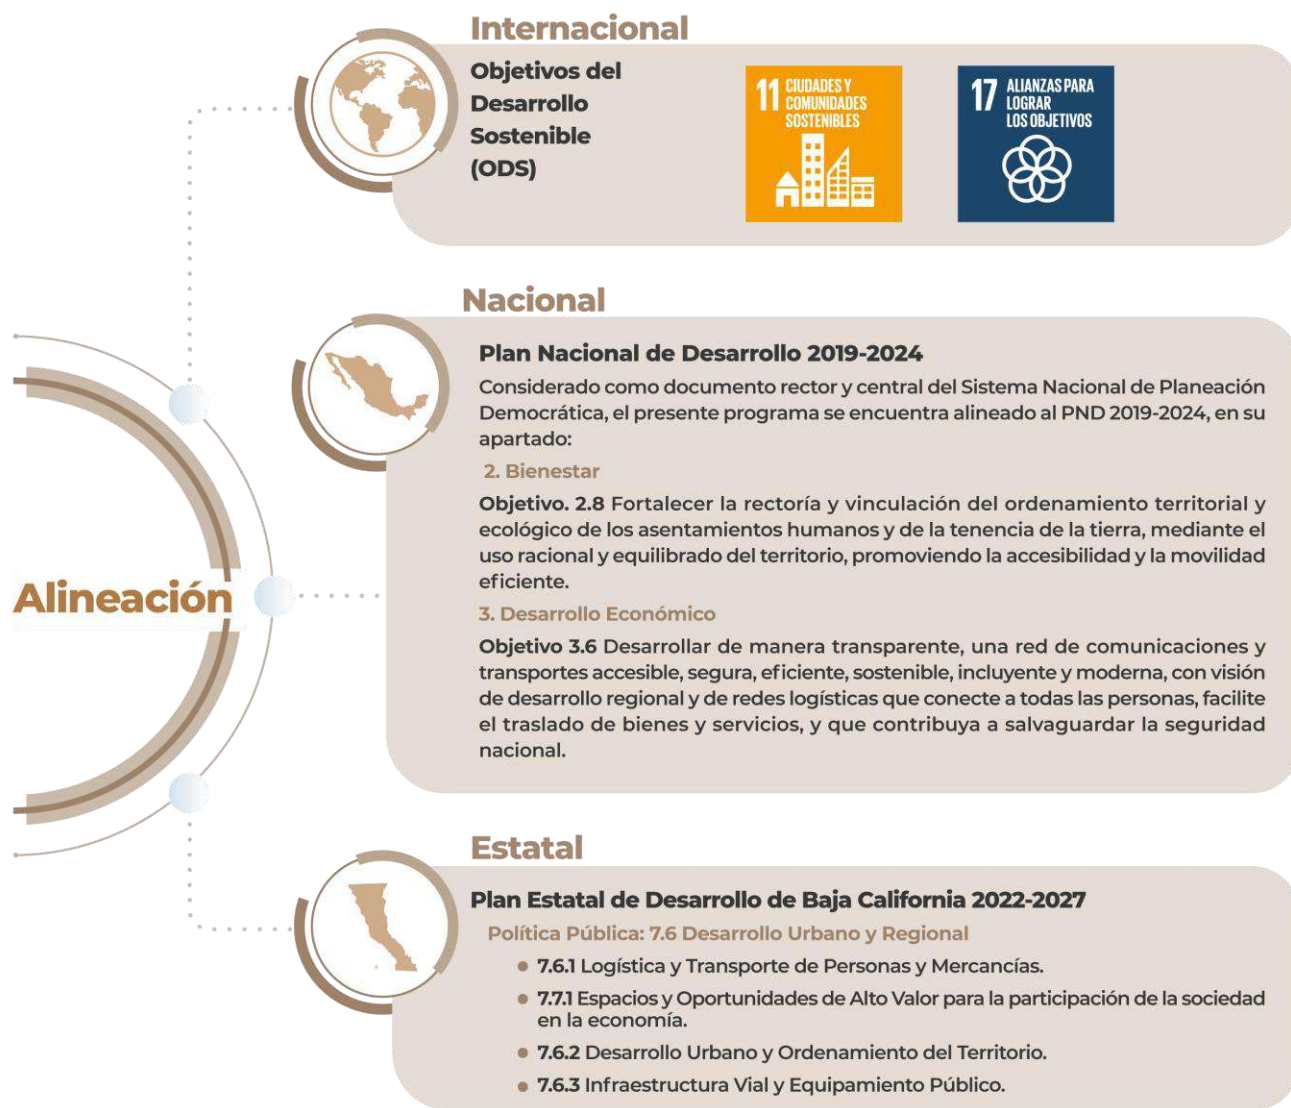 Internacional
Objetivos del
Desarrollo
Sostenible
(ODS)
11 CIUDADES Y
COMUNIDADES
SOSTENIBLES
17 ALIANZAS PARA
LOGRAR
LOS OBJETIVOS
Nacional
Plan Nacional de Desarrollo 2019-2024
Considerado como documento rector y central del Sistema Nacional de Planeación
Democrática, el presente programa se encuentra alineado al PND 2019-2024, en su
apartado:
2. Bienestar
Objetivo. 2.8 Fortalecer la rectoría y vinculación del ordenamiento territorial y
ecológico de los asentamientos humanos y de la tenencia de la tierra, mediante el
uso racional y equilibrado del territorio, promoviendo la accesibilidad y la movilidad
eficiente.
3. Desarrollo Económico
Objetivo 3.6 Desarrollar de manera transparente, una red de comunicaciones y
transportes accesible, segura, eficiente, sostenible, incluyente y moderna, con visión
de desarrollo regional y de redes logísticas que conecte a todas las personas, facilite
el traslado de bienes y servicios, y que contribuya a salvaguardar la seguridad
nacional.
Alineación
Estatal
Plan Estatal de Desarrollo de Baja California 2022-2027
Política Pública: 7.6 Desarrollo Urbano y Regional
• 7.6.1 Logística y Transporte de Personas y Mercancías.
• 7.7.1 Espacios y Oportunidades de Alto Valor para la participación de la sociedad
en la economía.
• 7.6.2 Desarrollo Urbano y Ordenamiento del Territorio.
• 7.6.3 Infraestructura Vial y Equipamiento Público.